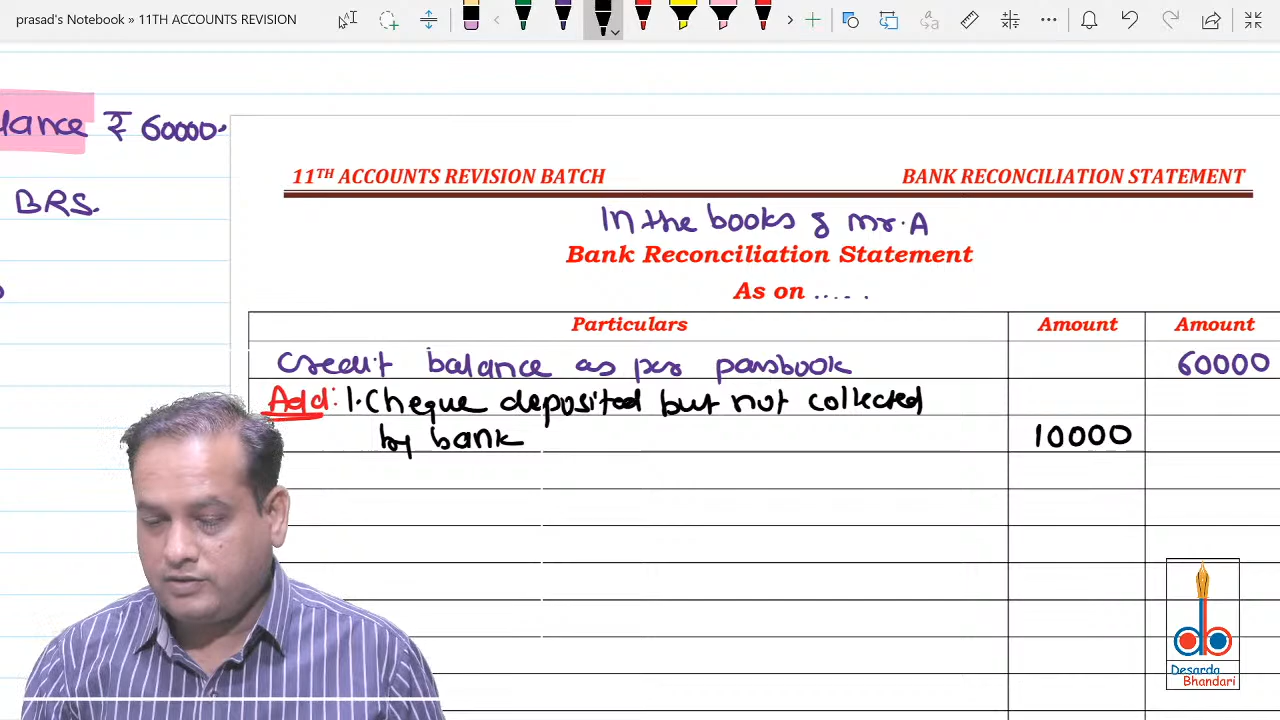 prasad's Notebook » 11TH ACCOUNTS REVISION
lance ₹ 60000.
BRS.
11TH ACCOUNTS REVISION BATCH BANK RECONCILIATION STATEMENT
In the books of Mr. A
Bank Reconciliation Statement
As on .....
Particulars Amount Amount
Credit balance as per passbook 60000
Add: 1. Cheque deposited but not collected
by bank 10000
Desarda
Bhandari